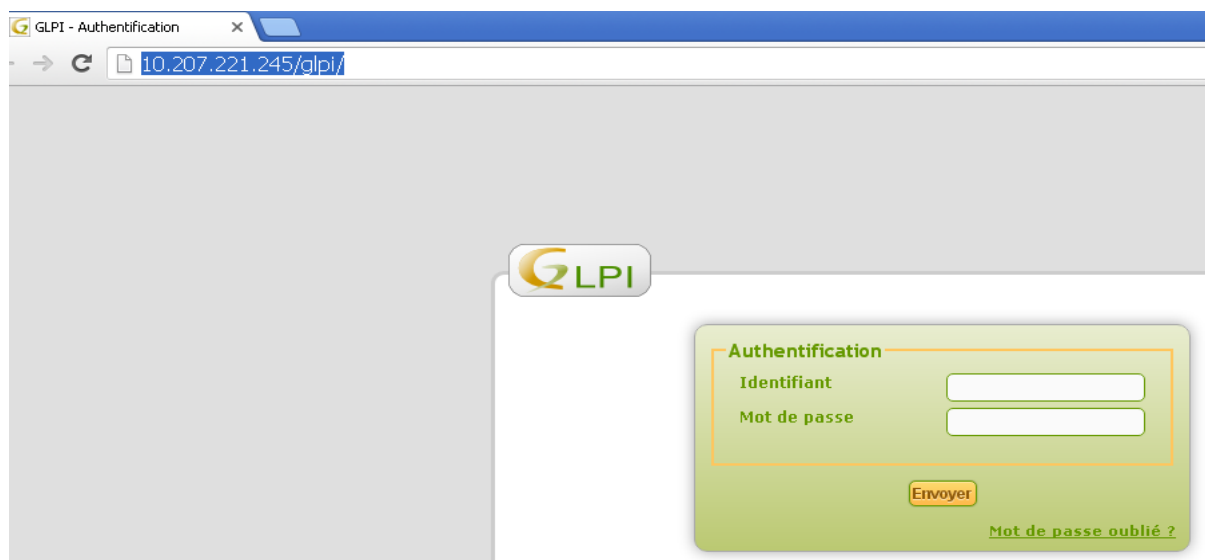 GLPI - Authentification
10.207.221.245/glpi/
GLPI
Authentification
Identifiant
Mot de passe
Envoyer
Mot de passe oublié ?